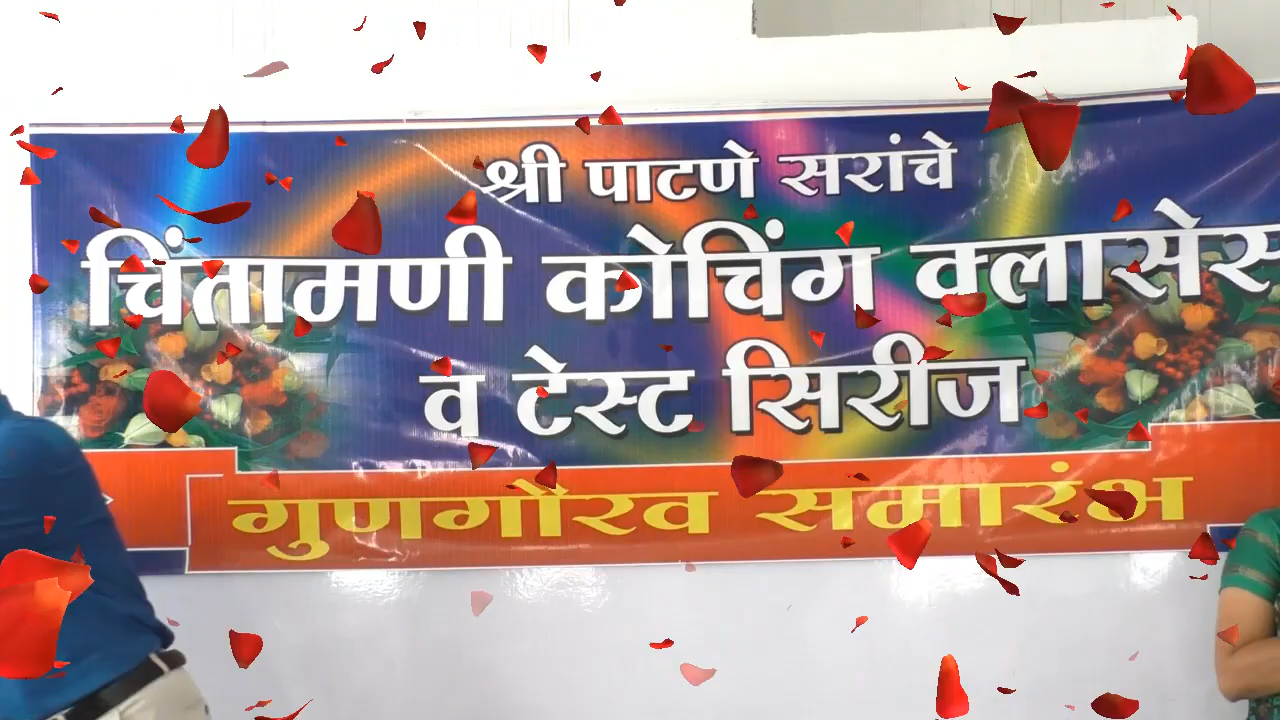 श्री पाटणे सरांचे
चिंतामणी कोचिंग क्लासेस
व टेस्ट सिरीज
गुणगौरव समारंभ